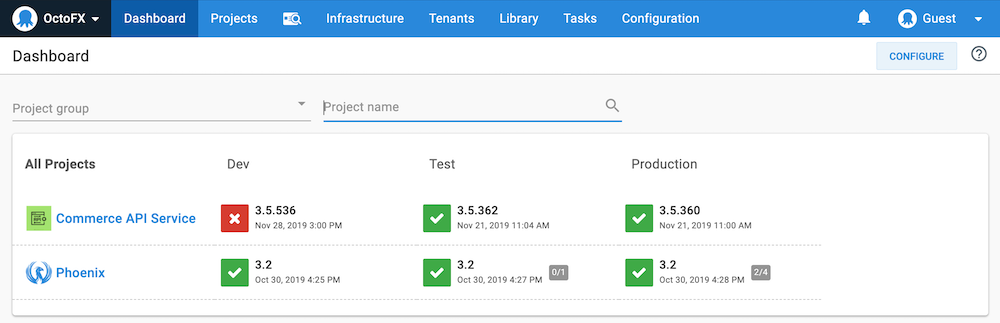 OctoFX Dashboard Projects Infrastructure Tenants Library Tasks Configuration Guest
Dashboard CONFIGURE
Project group Project name
All Projects Dev Test Production
Commerce API Service 3.5.536 3.5.362 3.5.360
Nov 28, 2019 3:00 PM Nov 21, 2019 11:04 AM Nov 21, 2019 11:00 AM
Phoenix 3.2 3.2 0/1 3.2 2/4
Oct 30, 2019 4:25 PM Oct 30, 2019 4:27 PM Oct 30, 2019 4:28 PM